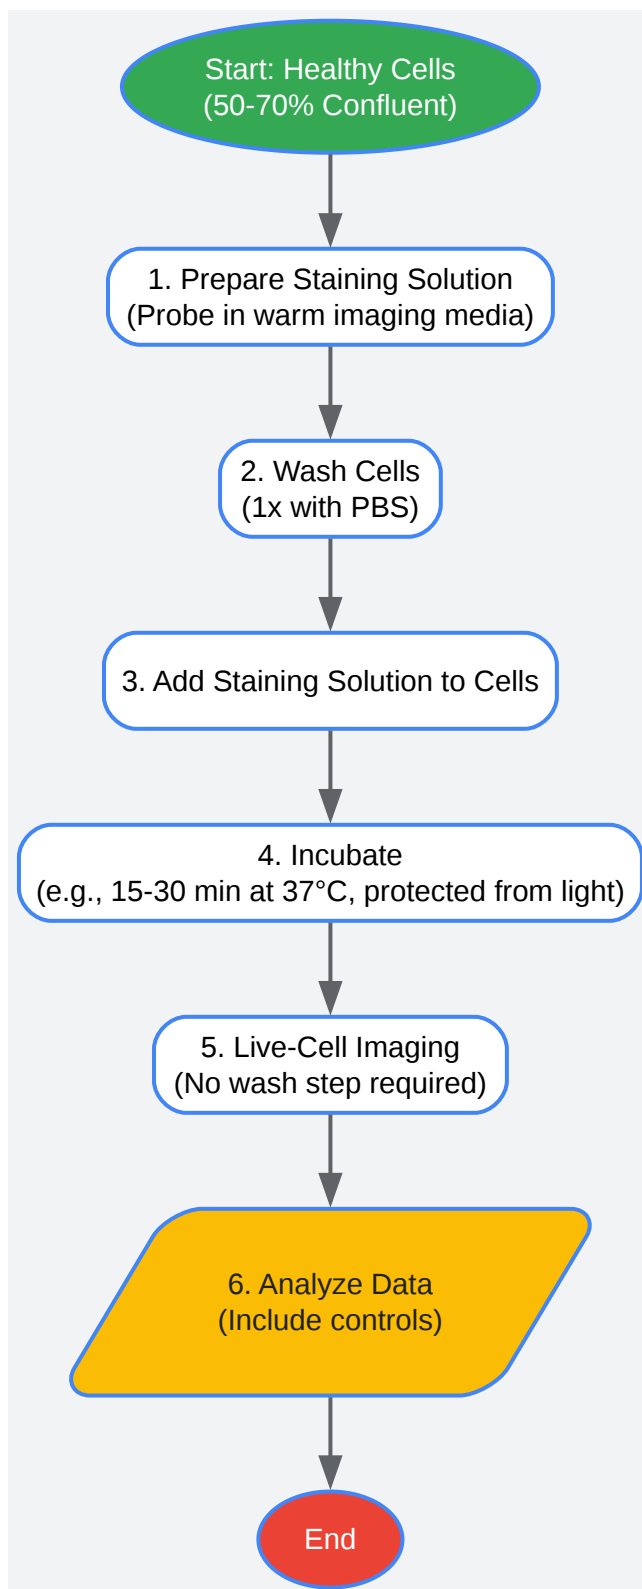 Start: Healthy Cells
(50-70% Confluent)
1. Prepare Staining Solution
(Probe in warm imaging media)
2. Wash Cells
(1x with PBS)
3. Add Staining Solution to Cells
4. Incubate
(e.g., 15-30 min at 37°C, protected from light)
5. Live-Cell Imaging
(No wash step required)
6. Analyze Data
(Include controls)
End